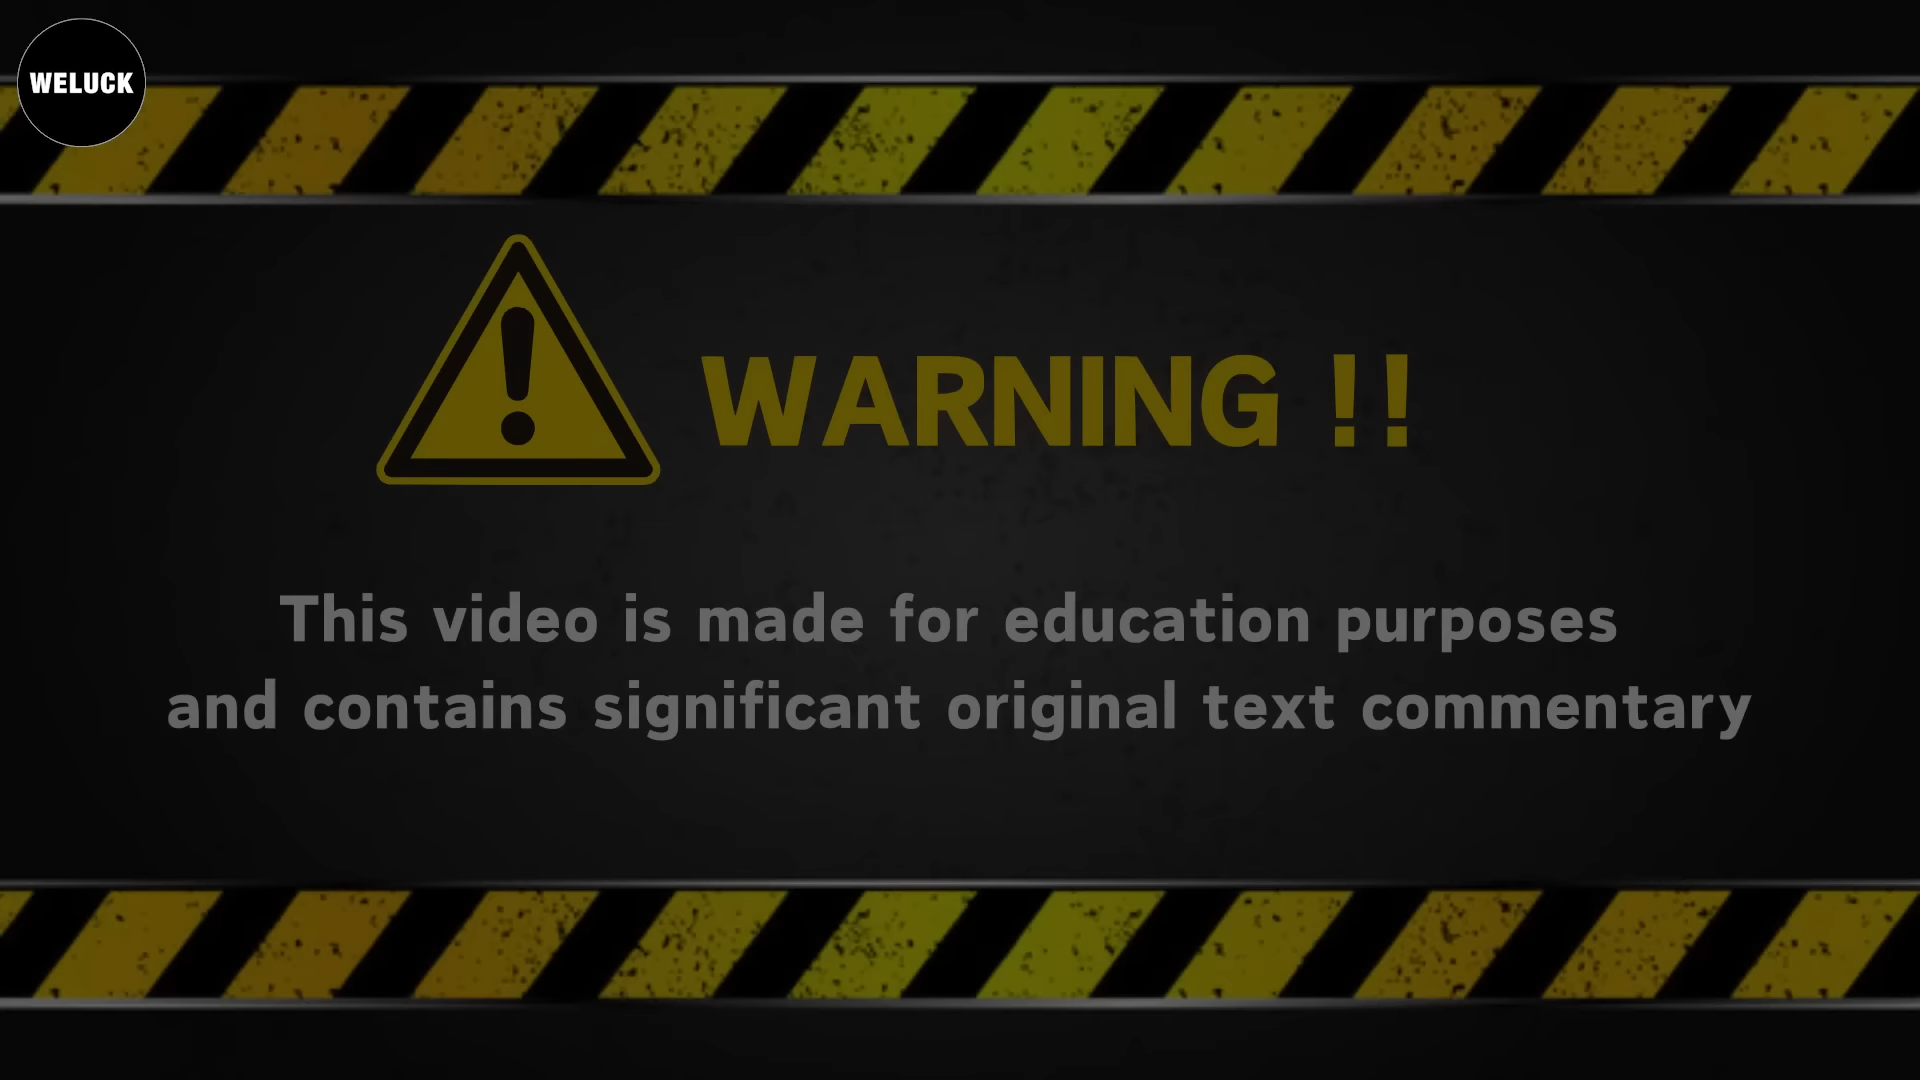 WELUCK
WARNING !!
This video is made for education purposes
and contains significant original text commentary